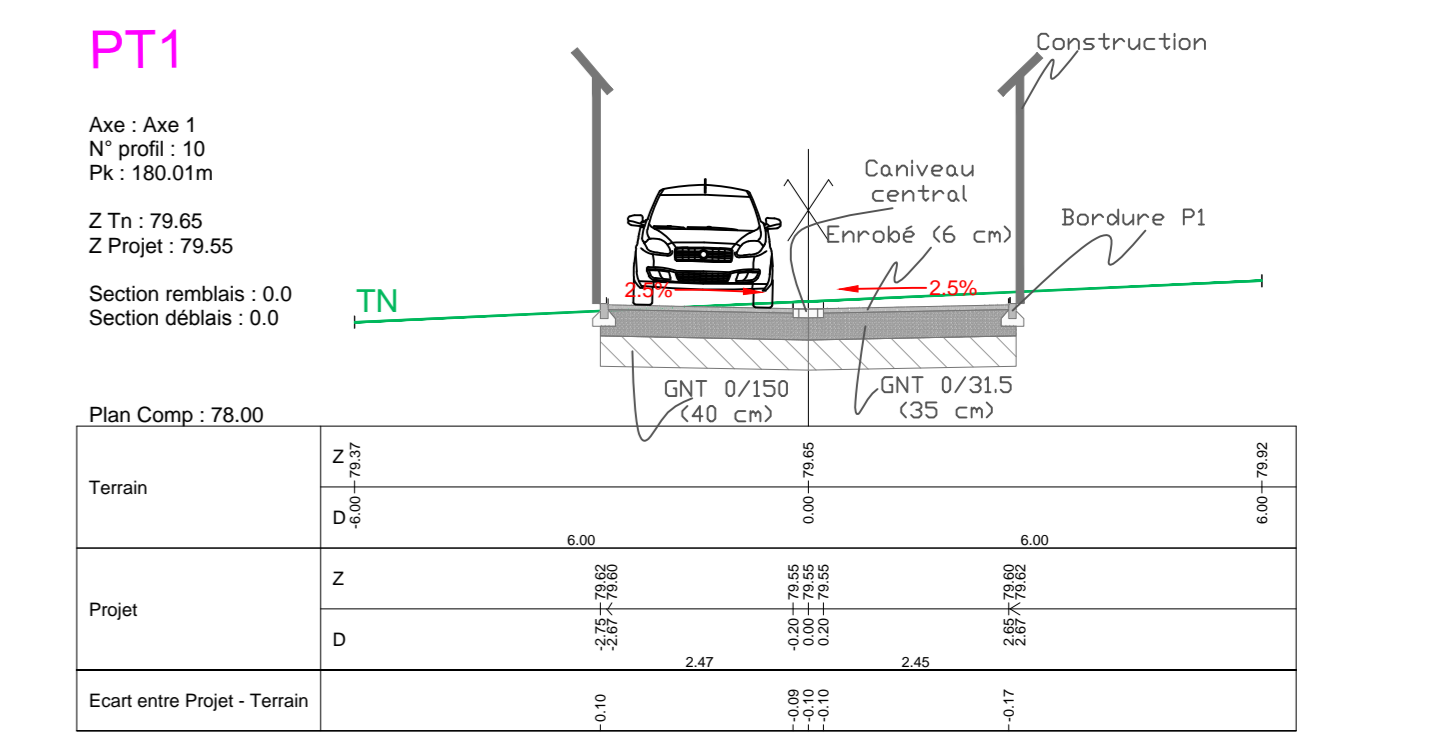 PT1
Axe : Axe 1
N° profil : 10
Pk : 180.01m
Z Tn : 79.65
Z Projet : 79.55
Section remblais : 0.0
Section déblais : 0.0
Plan Comp : 78.00
Construction
Caniveau
central
Enrobé (6 cm)
Bordure P1
TN
2.5%
2.5%
GNT 0/150
(40 cm)
GNT 0/31.5
(35 cm)
Terrain
Z
79.37
79.65
79.92
D
-6.00
0.00
6.00
6.00
6.00
Projet
Z
79.62
79.60
79.55
79.55
79.55
79.60
79.62
D
-2.75
-2.67
-0.20
0.00
0.20
2.65
2.67
2.47
2.45
Ecart entre Projet - Terrain
-0.10
-0.09
-0.10
-0.10
-0.17